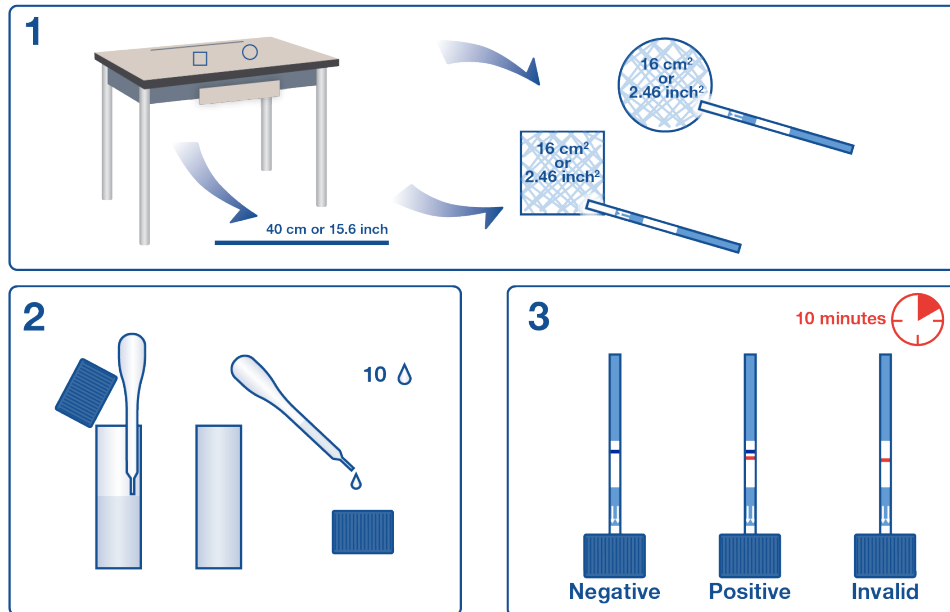 1
16 cm²
or
2.46 inch²
16 cm²
or
2.46 inch²
40 cm or 15.6 inch
2
10
3
10 minutes
Negative
Positive
Invalid